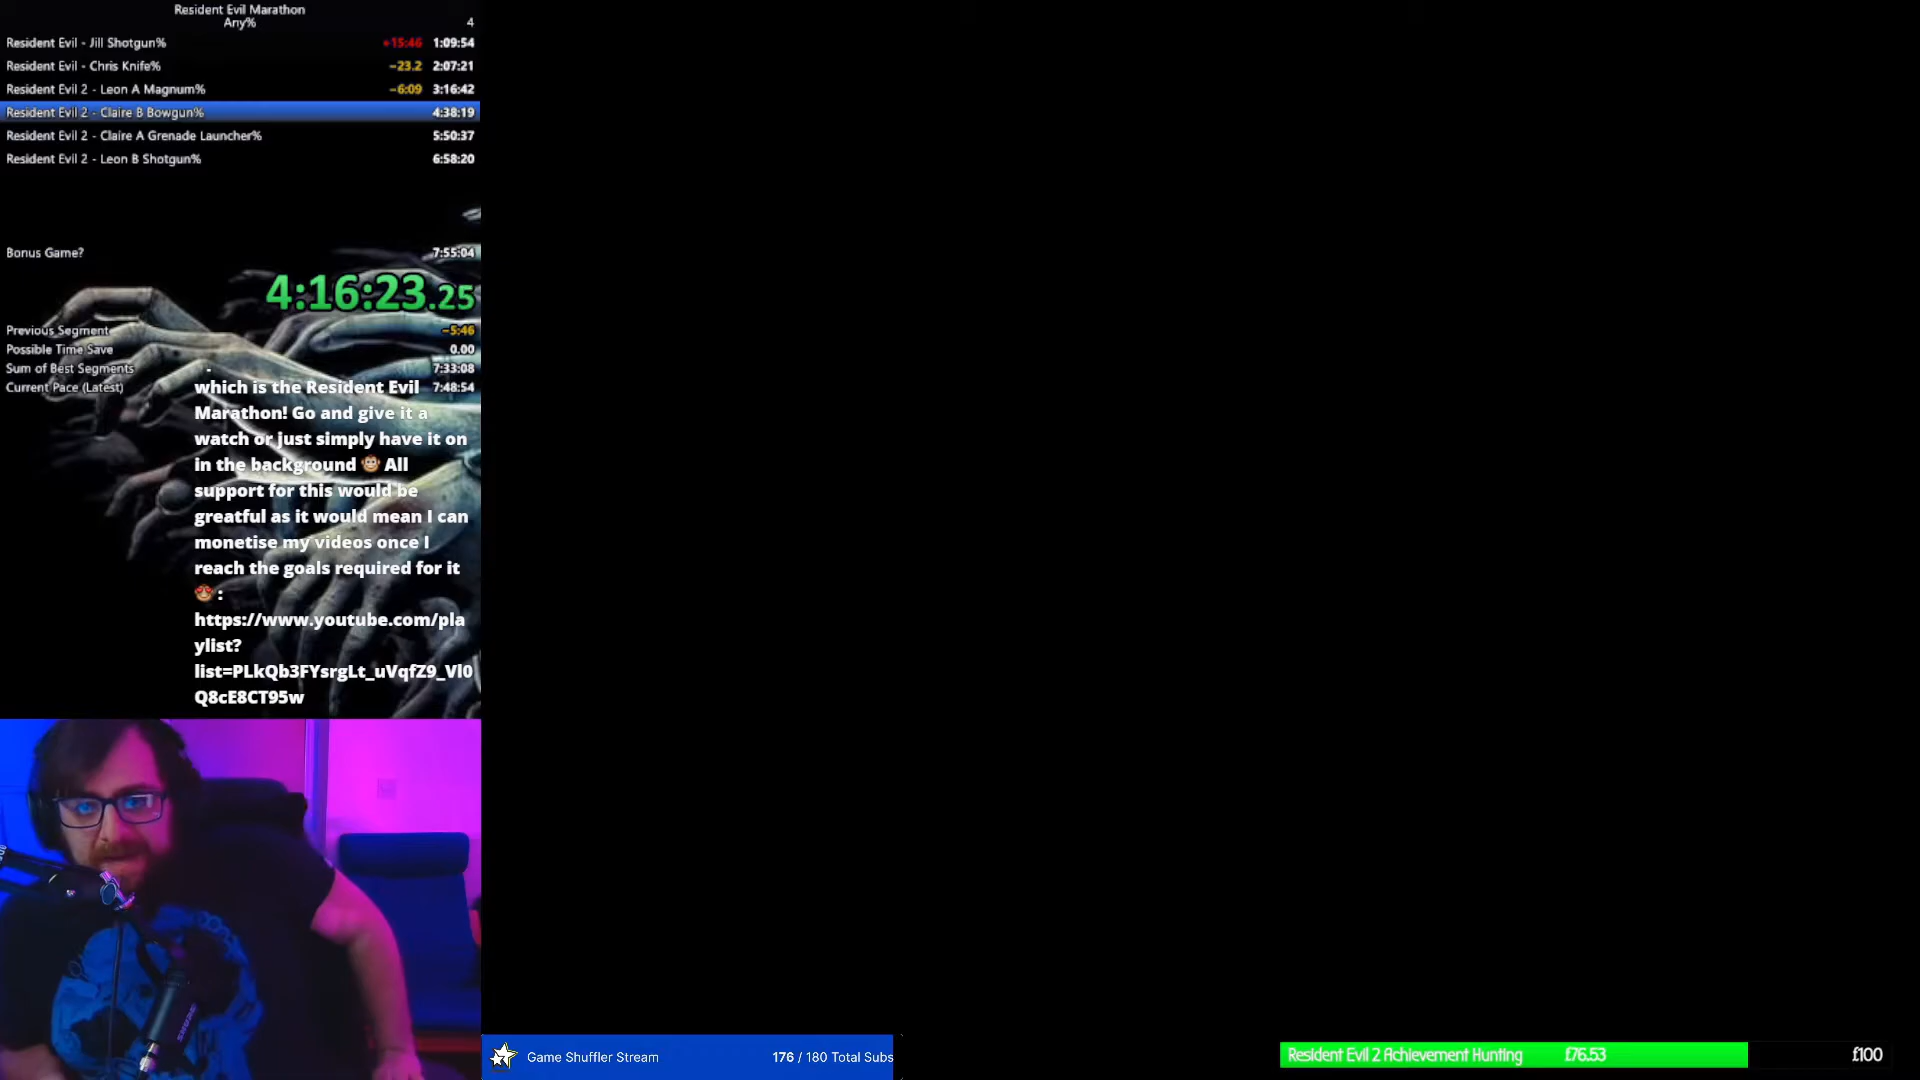 Resident Evil Marathon
Any%
4
Resident Evil - Jill Shotgun% +15:46 1:09:54
Resident Evil - Chris Knife% −23.2 2:07:21
Resident Evil 2 - Leon A Magnum% −6:09 3:16:42
Resident Evil 2 - Claire B Bowgun% 4:38:19
Resident Evil 2 - Claire A Grenade Launcher% 5:50:37
Resident Evil 2 - Leon B Shotgun% 6:58:20
Bonus Game? 7:55:04
4:16:23.25
Previous Segment −5:46
Possible Time Save 0.00
Sum of Best Segments 7:33:08
Current Pace (Latest) 7:48:54
which is the Resident Evil
Marathon! Go and give it a
watch or just simply have it on
in the background 🐵 All
support for this would be
greatful as it would mean I can
monetise my videos once I
reach the goals required for it
:
https://www.youtube.com/pla
ylist?
list=PLkQb3FYsrgLt_uVqfZ9_Vl0
Q8cE8CT95w
SHURE
Game Shuffler Stream 176 / 180 Total Subs
Resident Evil 2 Achievement Hunting £76.53 £100